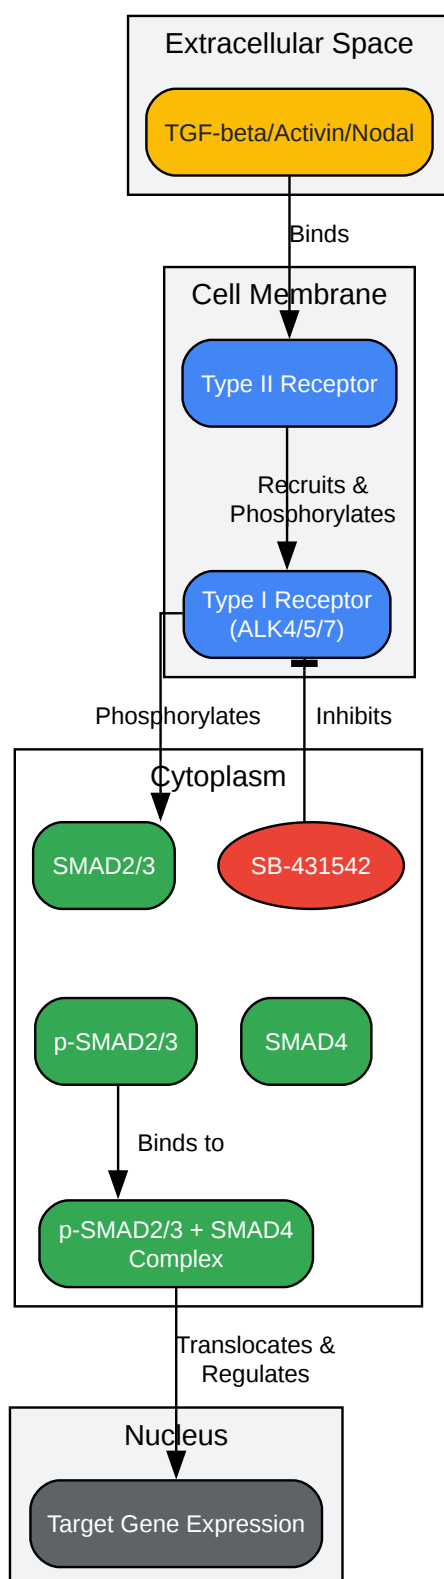 Extracellular Space
TGF-beta/Activin/Nodal
Binds
Cell Membrane
Type II Receptor
Recruits &
Phosphorylates
Type I Receptor
(ALK4/5/7)
Phosphorylates
Inhibits
Cytoplasm
SMAD2/3
SB-431542
p-SMAD2/3
SMAD4
Binds to
p-SMAD2/3 + SMAD4
Complex
Translocates &
Regulates
Nucleus
Target Gene Expression